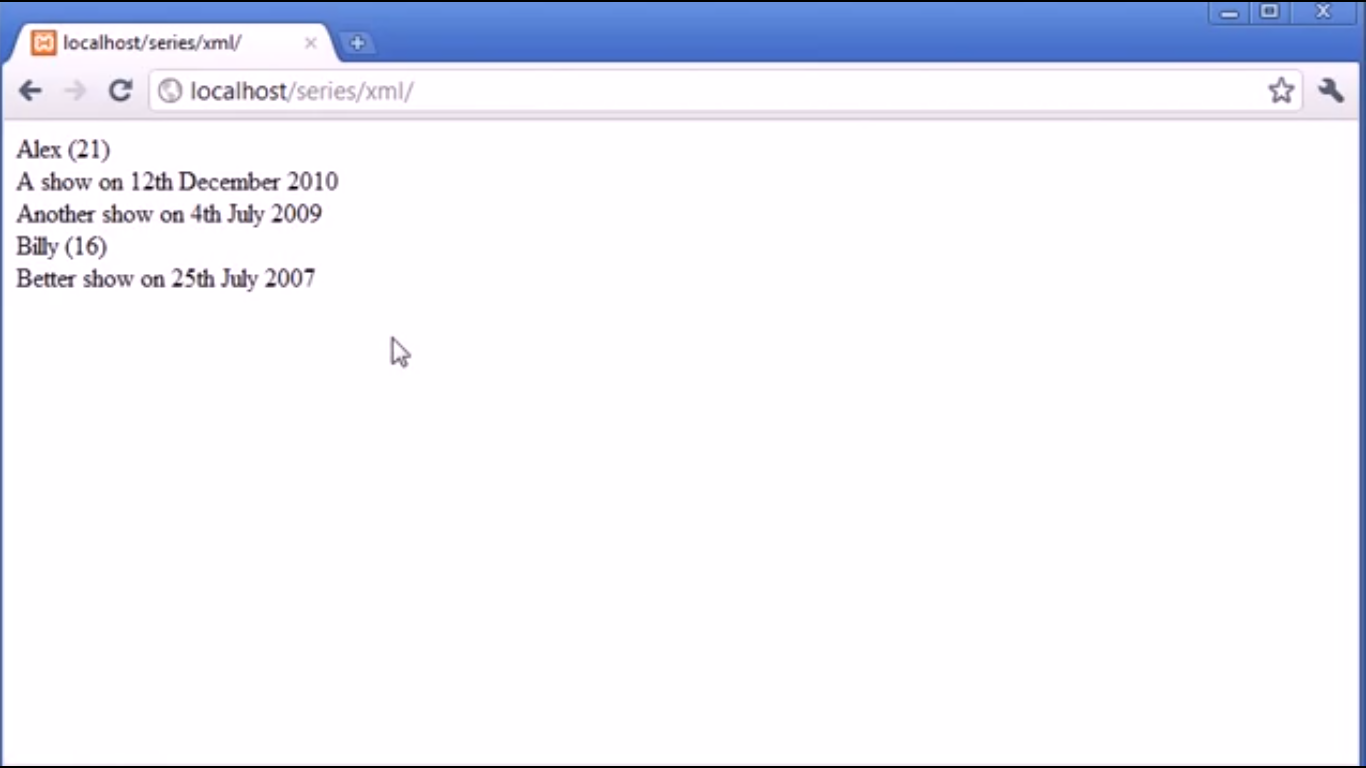 localhost/series/xml/
localhost/series/xml/
Alex (21)
A show on 12th December 2010
Another show on 4th July 2009
Billy (16)
Better show on 25th July 2007